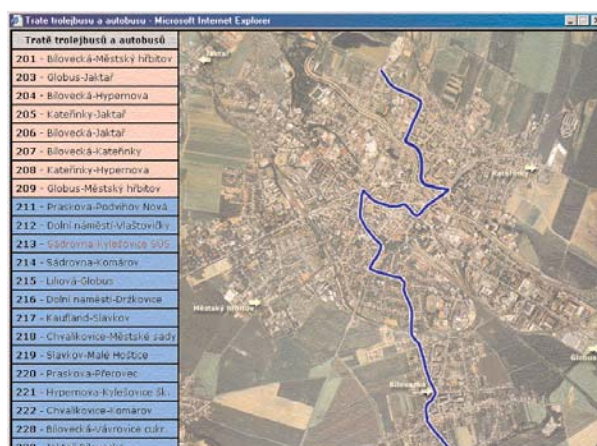 Tratě trolejbusů a autobusu - Microsoft Internet Explorer
Tratě trolejbusů a autobusů
201 - Bílovecká-Městský hřbitov
203 - Globus-Jaktař
204 - Bílovecká-Hypernova
205 - Kateřinky-Jaktař
206 - Bílovecká-Jaktař
207 - Bílovecká-Kateřinky
208 - Kateřinky-Hypernova
209 - Globus-Městský hřbitov
211 - Praskova-Podvihov Nová
212 - Dolní náměstí-Vlaštovičky
213 - Sádrovna-Kylešovice SOŠ
214 - Sádrovna-Komárov
215 - Liliová-Globus
216 - Dolní náměstí-Držkovice
217 - Kaufland-Slavkov
218 - Chvalíkovice-Městské sady
219 - Slavkov-Malé Hoštice
220 - Praskova-Přerovec
221 - Hypernova-Kylešovice šk.
222 - Chvalíkovice-Komárov
228 - Bílovecká-Vávrovice cukr.
Kateřinky
Městský hřbitov
Globus
Bílovecká